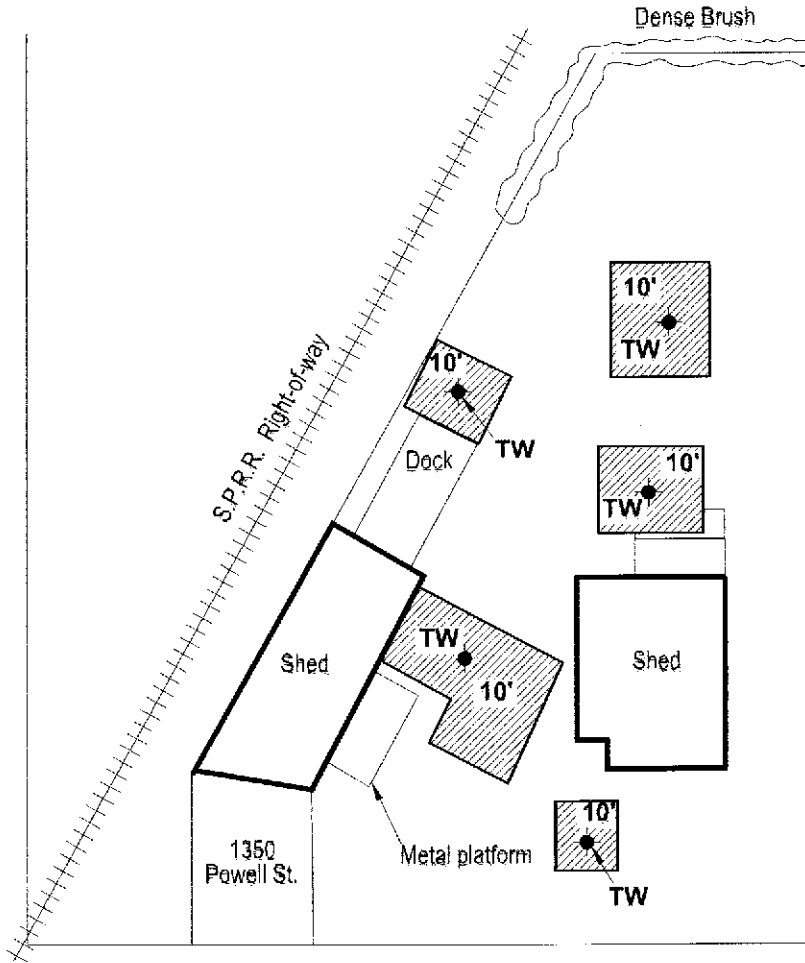 Dense Brush
10'
TW
S.P.R.R. Right-of-way
10'
TW
Dock
10'
TW
TW
10'
Shed
Shed
10'
TW
Metal platform
1350
Powell St.